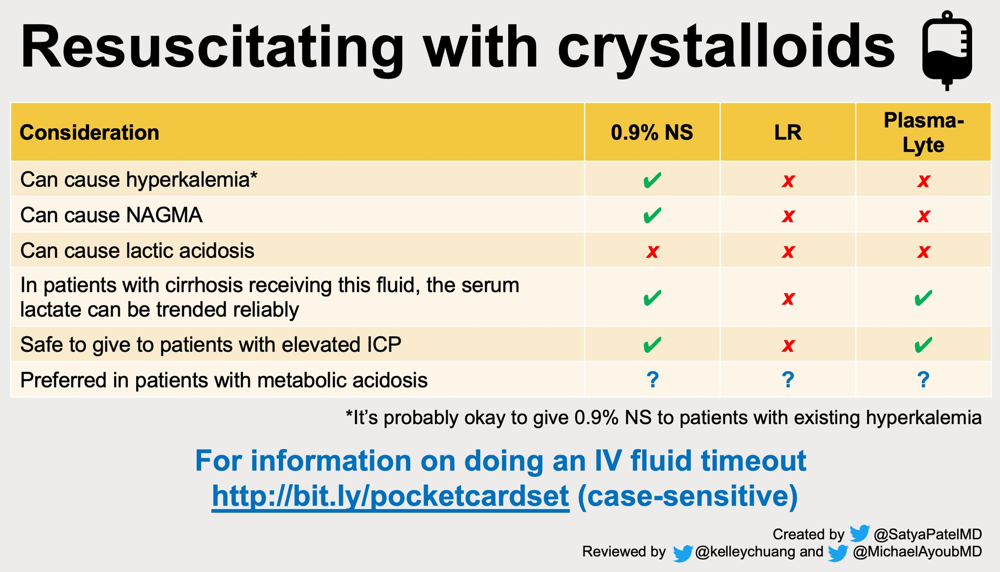 Resuscitating with crystalloids
Consideration 0.9% NS LR Plasma-
Lyte
Can cause hyperkalemia* ✔ x x
Can cause NAGMA ✔ x x
Can cause lactic acidosis x x x
In patients with cirrhosis receiving this fluid, the serum
lactate can be trended reliably ✔ x ✔
Safe to give to patients with elevated ICP ✔ x ✔
Preferred in patients with metabolic acidosis ? ? ?
*It’s probably okay to give 0.9% NS to patients with existing hyperkalemia
For information on doing an IV fluid timeout
http://bit.ly/pocketcardset (case-sensitive)
Created by @SatyaPatelMD
Reviewed by @kelleychuang and @MichaelAyoubMD